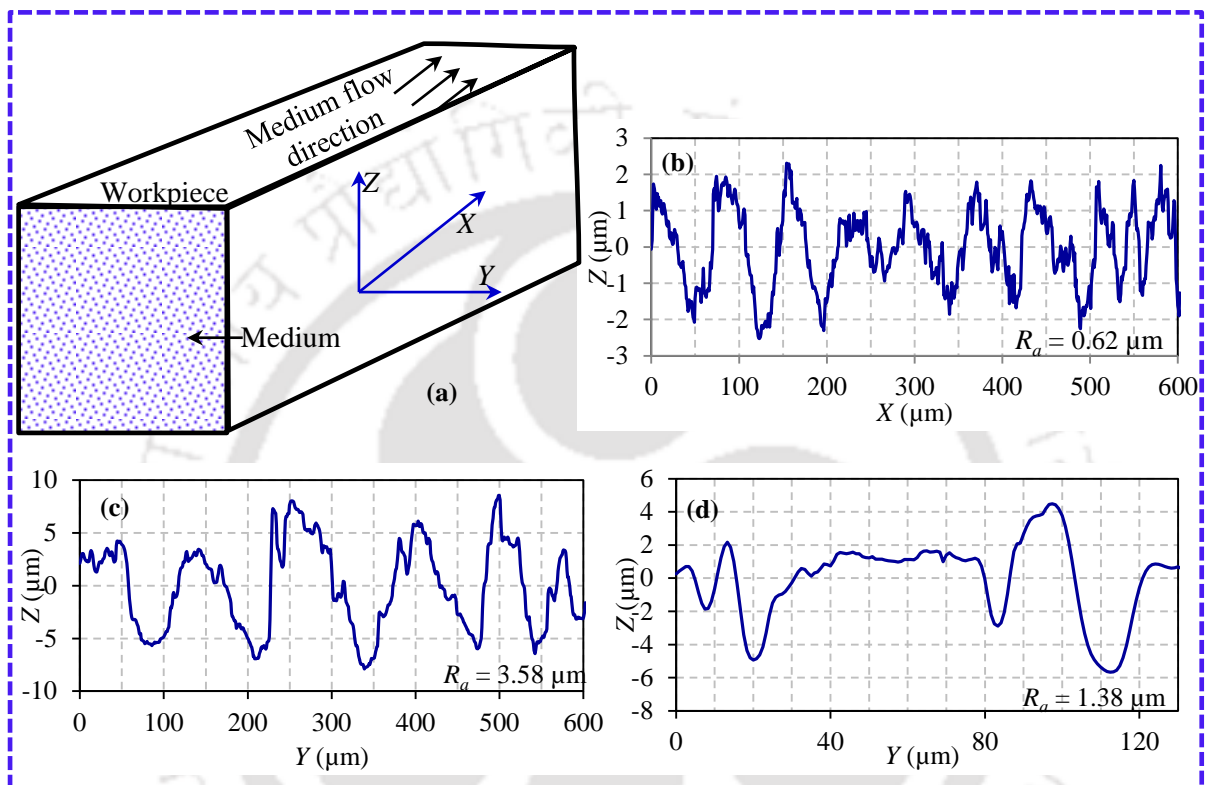 Medium flow
direction
Workpiece
Z
X
Y
Medium
(a)
(b)
3
2
1
0
-1
-2
-3
Z (µm)
0 100 200 300 400 500 600
X (µm)
R_a = 0.62 µm
(c)
10
5
0
-5
-10
Z (µm)
0 100 200 300 400 500 600
Y (µm)
R_a = 3.58 µm
(d)
6
4
2
0
-2
-4
-6
-8
Z (µm)
0 40 80 120
Y (µm)
R_a = 1.38 µm